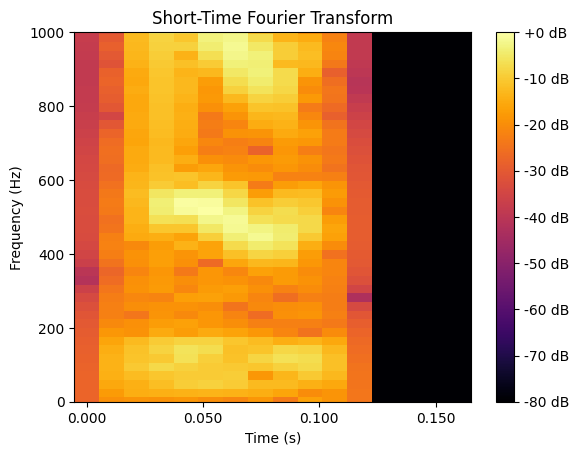 Short-Time Fourier Transform
1000
800
600
400
200
0
Frequency (Hz)
0.000
0.050
0.100
0.150
Time (s)
+0 dB
-10 dB
-20 dB
-30 dB
-40 dB
-50 dB
-60 dB
-70 dB
-80 dB